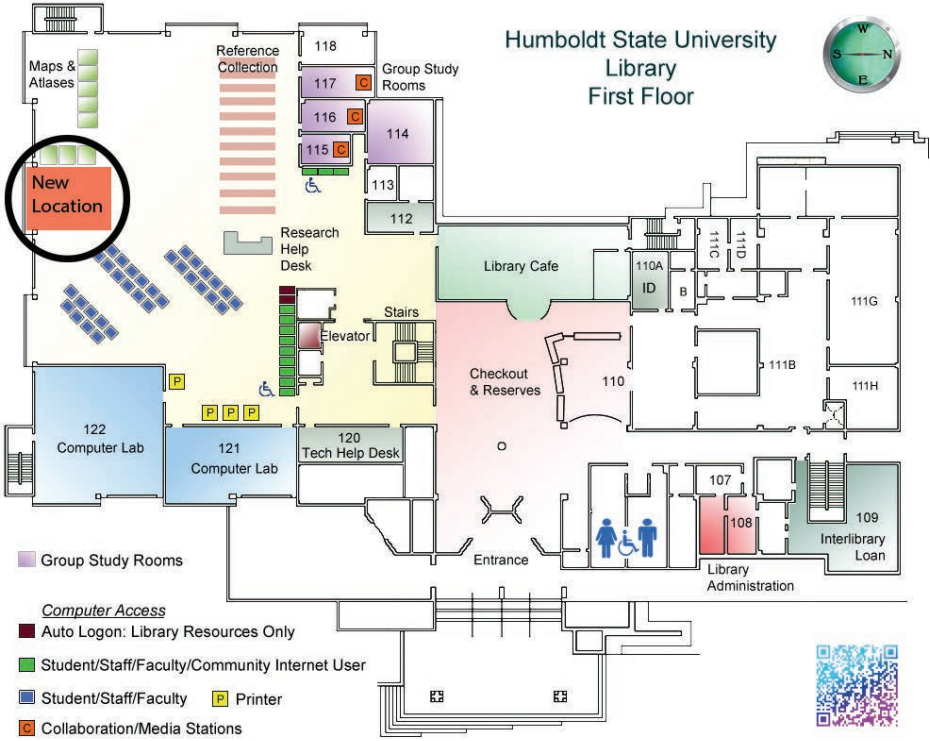 Humboldt State University
Library
First Floor
W
S
N
E
Maps &
Atlases
Reference
Collection
118
117
C
Group Study
Rooms
116
C
114
115
C
113
112
New
Location
Research
Help
Desk
Library Cafe
110A
ID
B
111C
111D
111G
Stairs
Elevator
Checkout
& Reserves
110
111B
111H
P
P
P
P
122
Computer Lab
121
Computer Lab
120
Tech Help Desk
107
108
109
Interlibrary
Loan
Entrance
Library
Administration
Group Study Rooms
Computer Access
Auto Logon: Library Resources Only
Student/Staff/Faculty/Community Internet User
Student/Staff/Faculty
P Printer
C Collaboration/Media Stations